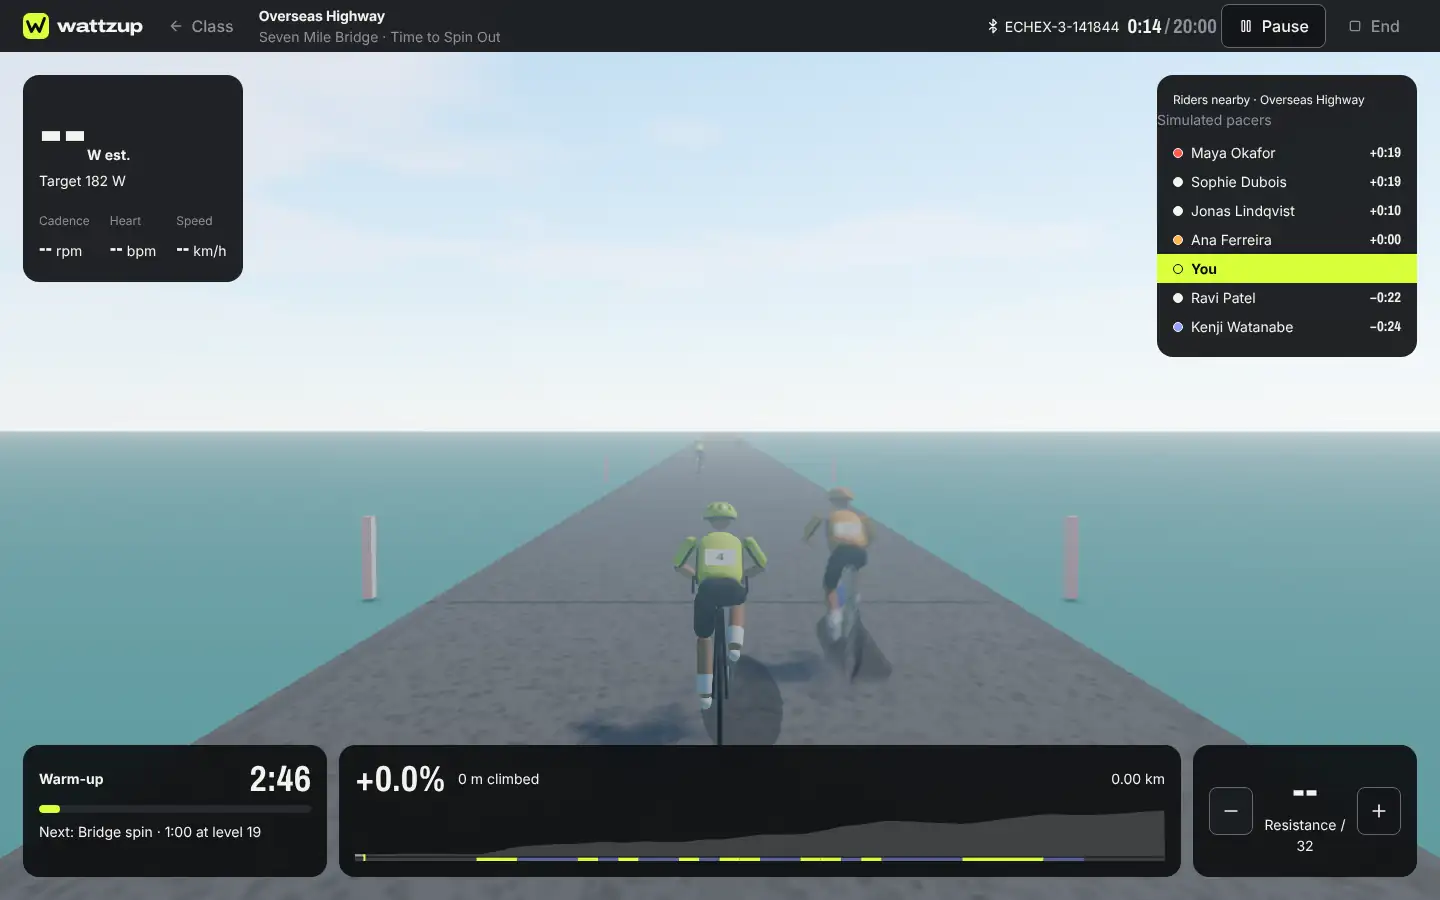 wattzup
Class
Overseas Highway
Seven Mile Bridge · Time to Spin Out
ECHEX-3-141844
0:14 / 20:00
Pause
End
--
W est.
Target 182 W
Cadence Heart Speed
-- rpm -- bpm -- km/h
Riders nearby · Overseas Highway
Simulated pacers
Maya Okafor +0:19
Sophie Dubois +0:19
Jonas Lindqvist +0:10
Ana Ferreira +0:00
You
Ravi Patel −0:22
Kenji Watanabe −0:24
4
Warm-up 2:46
Next: Bridge spin · 1:00 at level 19
+0.0% 0 m climbed 0.00 km
− -- +
Resistance /
32